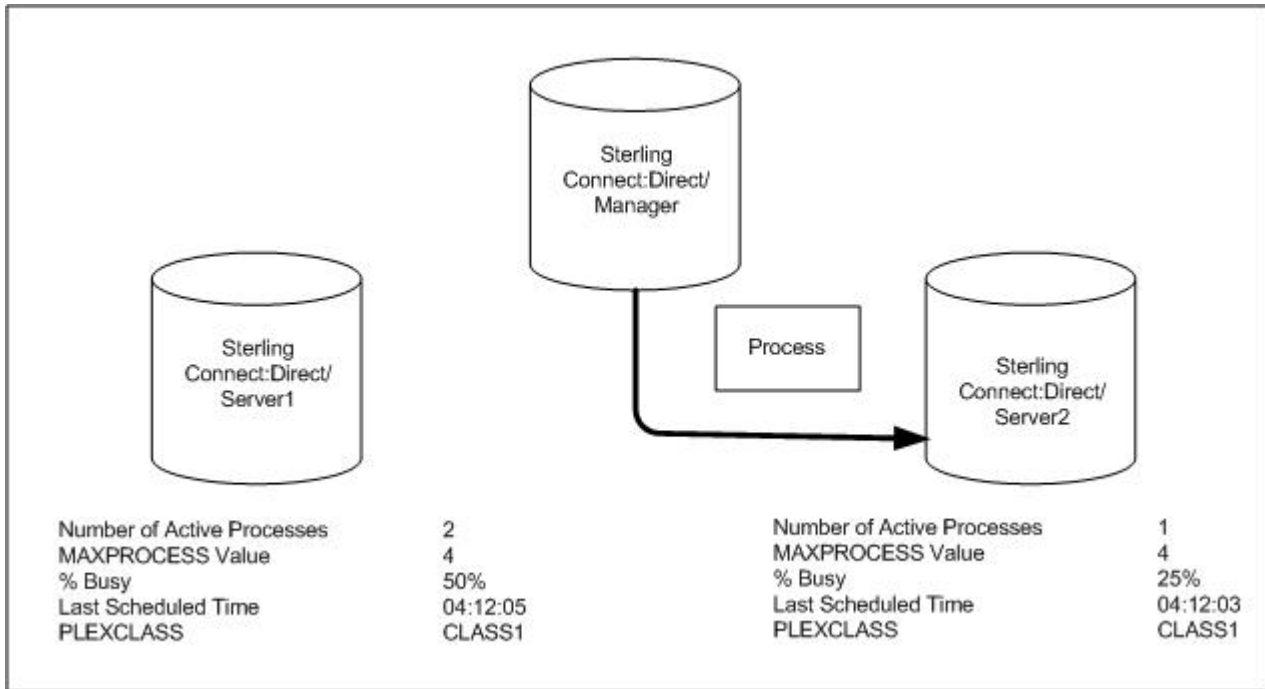 Sterling
Connect:Direct/
Manager
Sterling
Connect:Direct/
Server1
Process
Sterling
Connect:Direct/
Server2
Number of Active Processes 2
MAXPROCESS Value 4
% Busy 50%
Last Scheduled Time 04:12:05
PLEXCLASS CLASS1
Number of Active Processes 1
MAXPROCESS Value 4
% Busy 25%
Last Scheduled Time 04:12:03
PLEXCLASS CLASS1